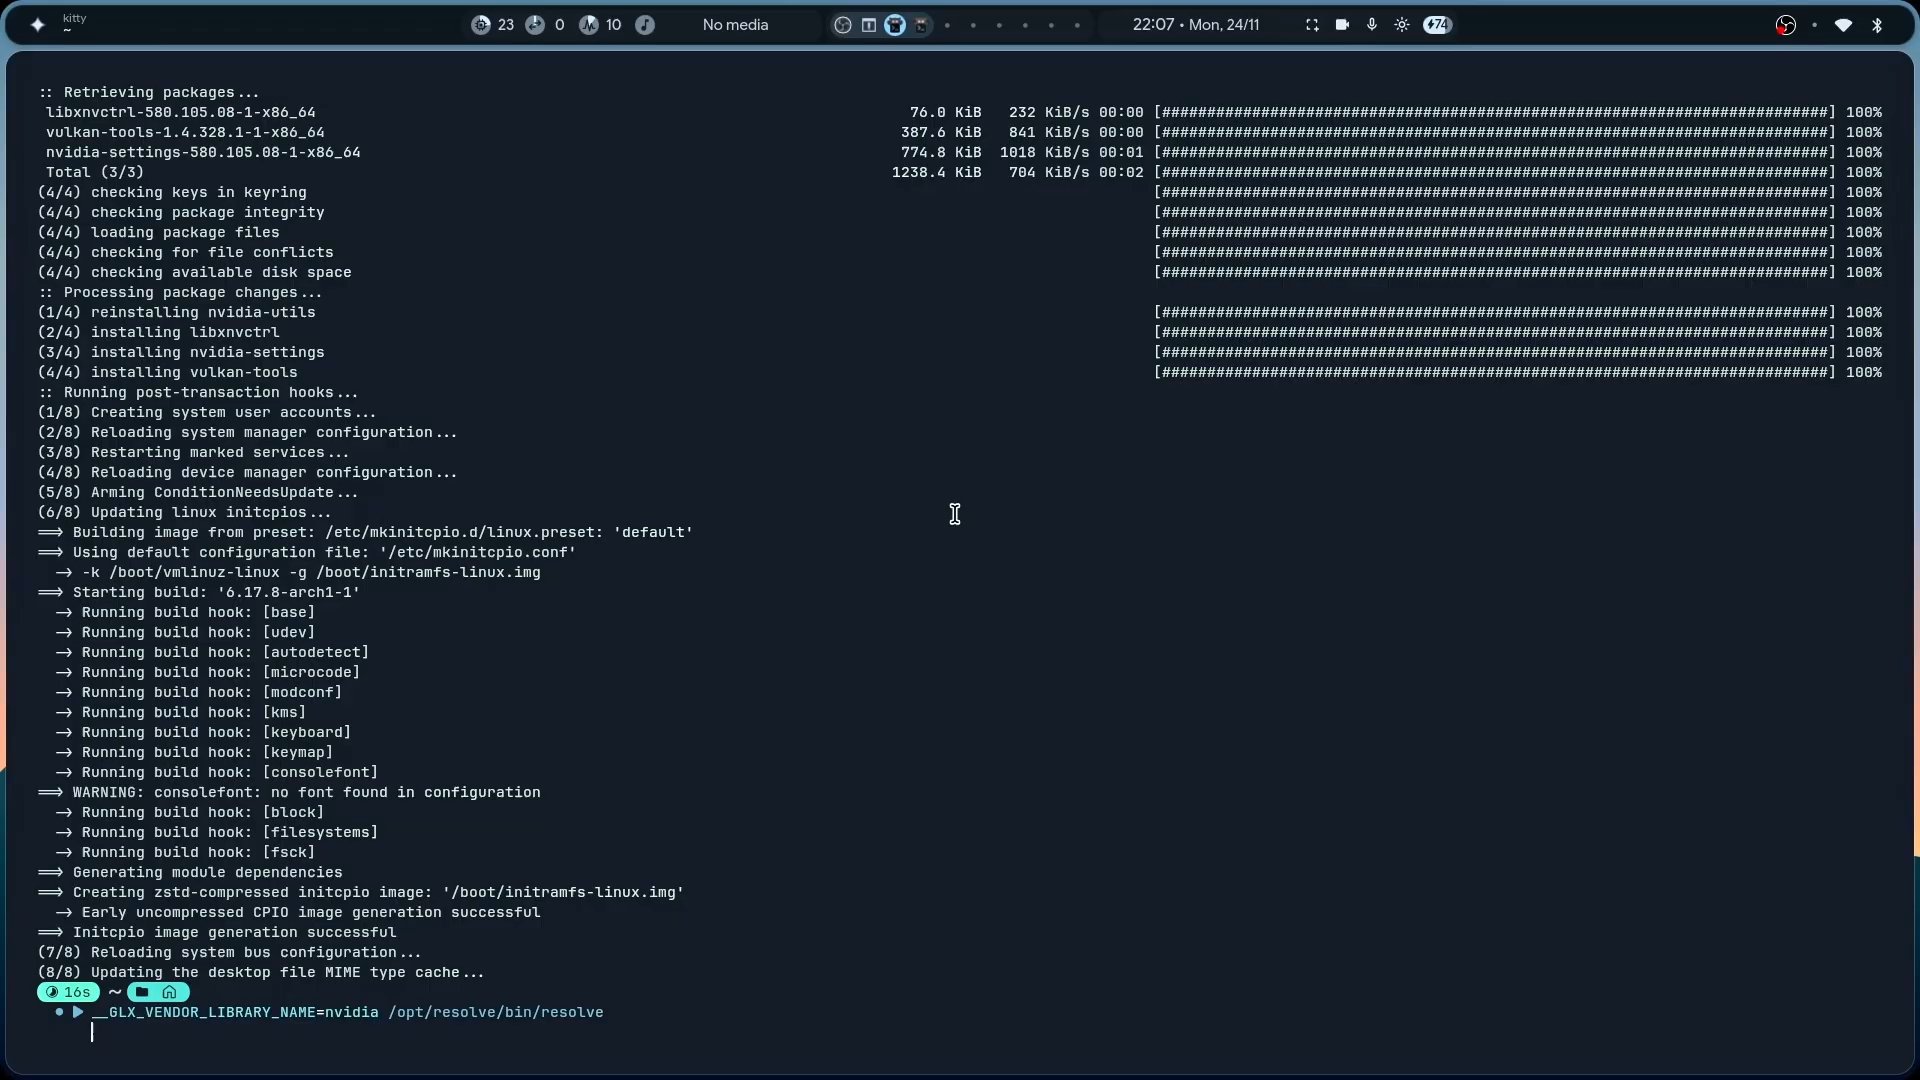 kitty
~
23 0 10 No media 22:07 • Mon, 24/11 74
:: Retrieving packages...
libxnvctrl-580.105.08-1-x86_64 76.0 KiB 232 KiB/s 00:00 [##########################################################################] 100%
vulkan-tools-1.4.328.1-1-x86_64 387.6 KiB 841 KiB/s 00:00 [##########################################################################] 100%
nvidia-settings-580.105.08-1-x86_64 774.8 KiB 1018 KiB/s 00:01 [##########################################################################] 100%
Total (3/3) 1238.4 KiB 704 KiB/s 00:02 [##########################################################################] 100%
(4/4) checking keys in keyring [##########################################################################] 100%
(4/4) checking package integrity [##########################################################################] 100%
(4/4) loading package files [##########################################################################] 100%
(4/4) checking for file conflicts [##########################################################################] 100%
(4/4) checking available disk space [##########################################################################] 100%
:: Processing package changes...
(1/4) reinstalling nvidia-utils [##########################################################################] 100%
(2/4) installing libxnvctrl [##########################################################################] 100%
(3/4) installing nvidia-settings [##########################################################################] 100%
(4/4) installing vulkan-tools [##########################################################################] 100%
:: Running post-transaction hooks...
(1/8) Creating system user accounts...
(2/8) Reloading system manager configuration...
(3/8) Restarting marked services...
(4/8) Reloading device manager configuration...
(5/8) Arming ConditionNeedsUpdate...
(6/8) Updating linux initcpios...
==> Building image from preset: /etc/mkinitcpio.d/linux.preset: 'default'
==> Using default configuration file: '/etc/mkinitcpio.conf'
-> -k /boot/vmlinuz-linux -g /boot/initramfs-linux.img
==> Starting build: '6.17.8-arch1-1'
-> Running build hook: [base]
-> Running build hook: [udev]
-> Running build hook: [autodetect]
-> Running build hook: [microcode]
-> Running build hook: [modconf]
-> Running build hook: [kms]
-> Running build hook: [keyboard]
-> Running build hook: [keymap]
-> Running build hook: [consolefont]
==> WARNING: consolefont: no font found in configuration
-> Running build hook: [block]
-> Running build hook: [filesystems]
-> Running build hook: [fsck]
==> Generating module dependencies
==> Creating zstd-compressed initcpio image: '/boot/initramfs-linux.img'
-> Early uncompressed CPIO image generation successful
==> Initcpio image generation successful
(7/8) Reloading system bus configuration...
(8/8) Updating the desktop file MIME type cache...
16s ~
__GLX_VENDOR_LIBRARY_NAME=nvidia /opt/resolve/bin/resolve